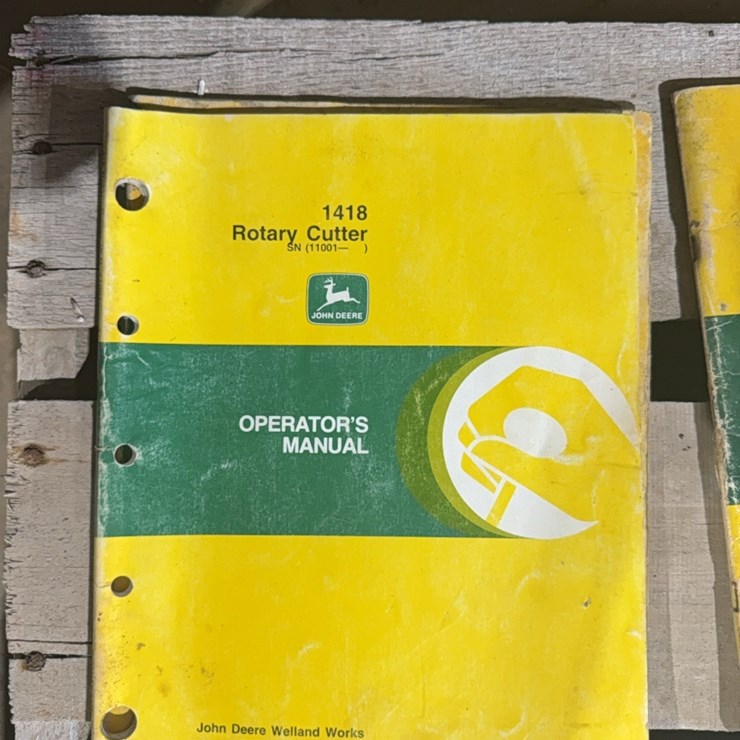 1418
Rotary Cutter
SN (11001— )
JOHN DEERE
OPERATOR'S
MANUAL
John Deere Welland Works